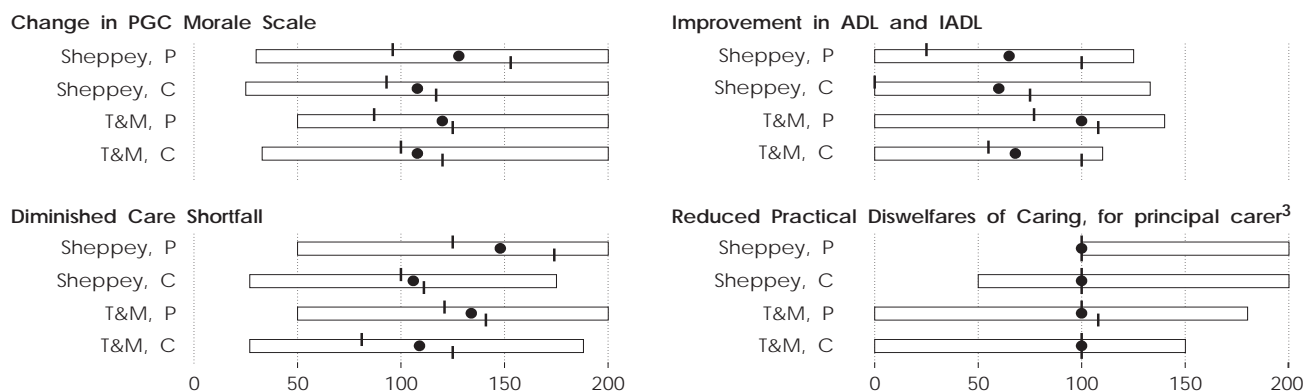 Change in PGC Morale Scale
Sheppey, P
Sheppey, C
T&M, P
T&M, C
Diminished Care Shortfall
Sheppey, P
Sheppey, C
T&M, P
T&M, C
0 50 100 150 200
Improvement in ADL and IADL
Sheppey, P
Sheppey, C
T&M, P
T&M, C
Reduced Practical Diswelfares of Caring, for principal carer³
Sheppey, P
Sheppey, C
T&M, P
T&M, C
0 50 100 150 200